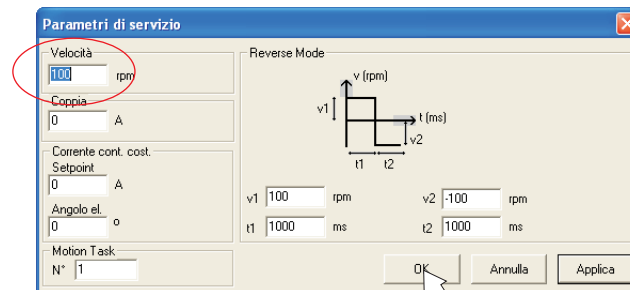 Parametri di servizio
Velocità
100 rpm
Coppia
0 A
Corrente cont. cost.
Setpoint
0 A
Angolo el.
0 °
Motion Task
N° 1
Reverse Mode
v (rpm)
v1
t (ms)
v2
t1 t2
v1 100 rpm v2 -100 rpm
t1 1000 ms t2 1000 ms
OK Annulla Applica